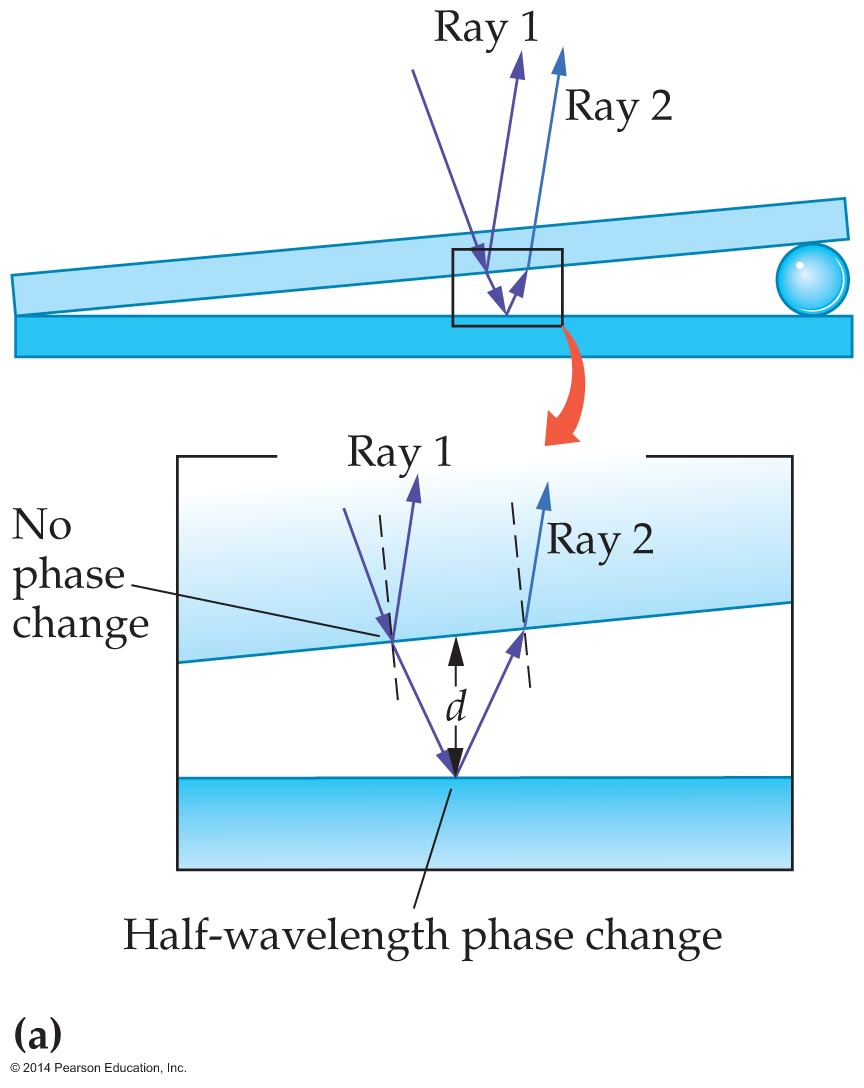 Ray 1
Ray 2
Ray 1
No
phase
change
Ray 2
d
Half-wavelength phase change
(a)
© 2014 Pearson Education, Inc.